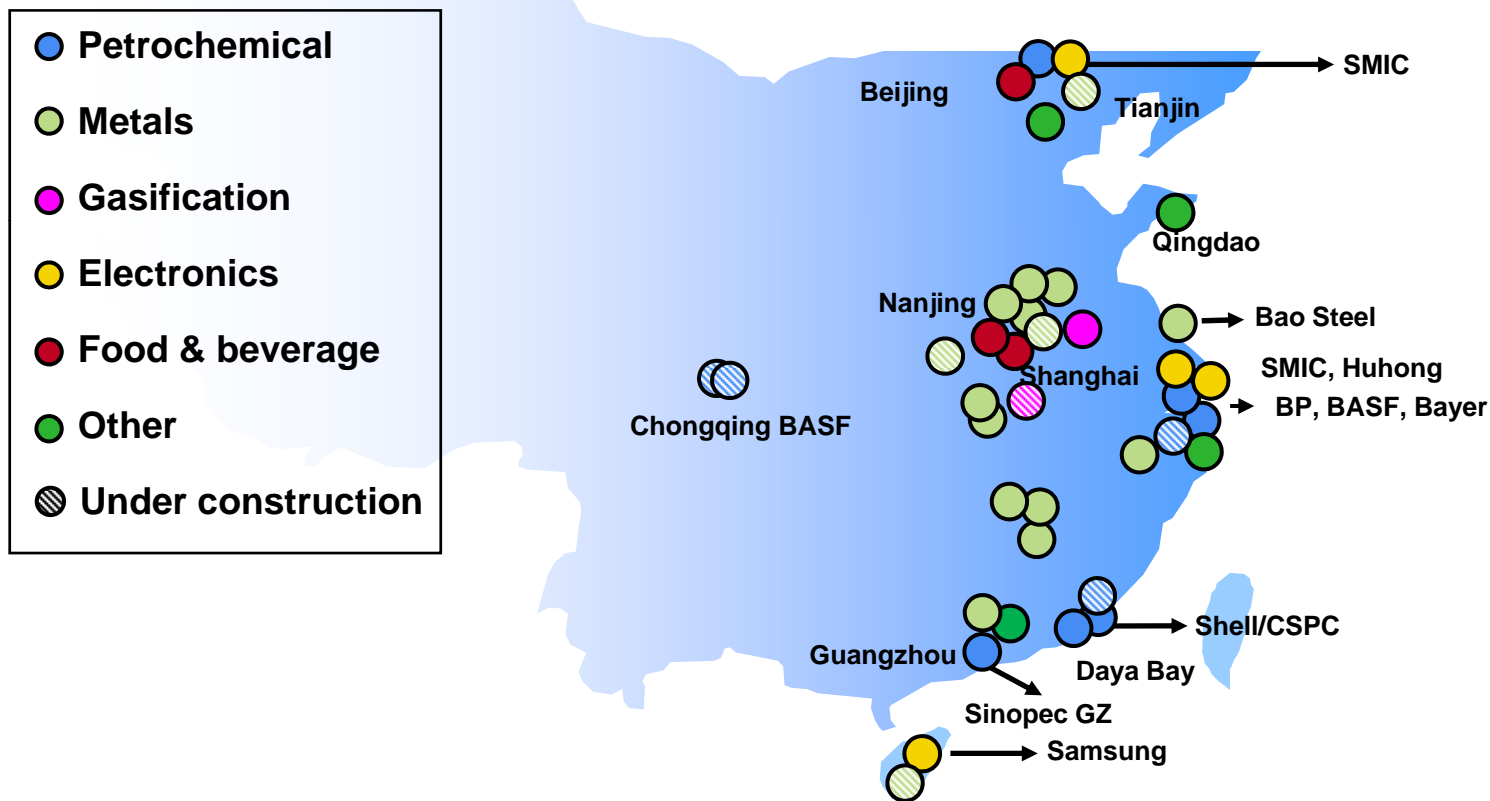 Petrochemical
Metals
Gasification
Electronics
Food & beverage
Other
Under construction
SMIC
Beijing
Tianjin
Qingdao
Nanjing
Bao Steel
Shanghai
SMIC, Huhong
BP, BASF, Bayer
Chongqing BASF
Shell/CSPC
Guangzhou
Daya Bay
Sinopec GZ
Samsung